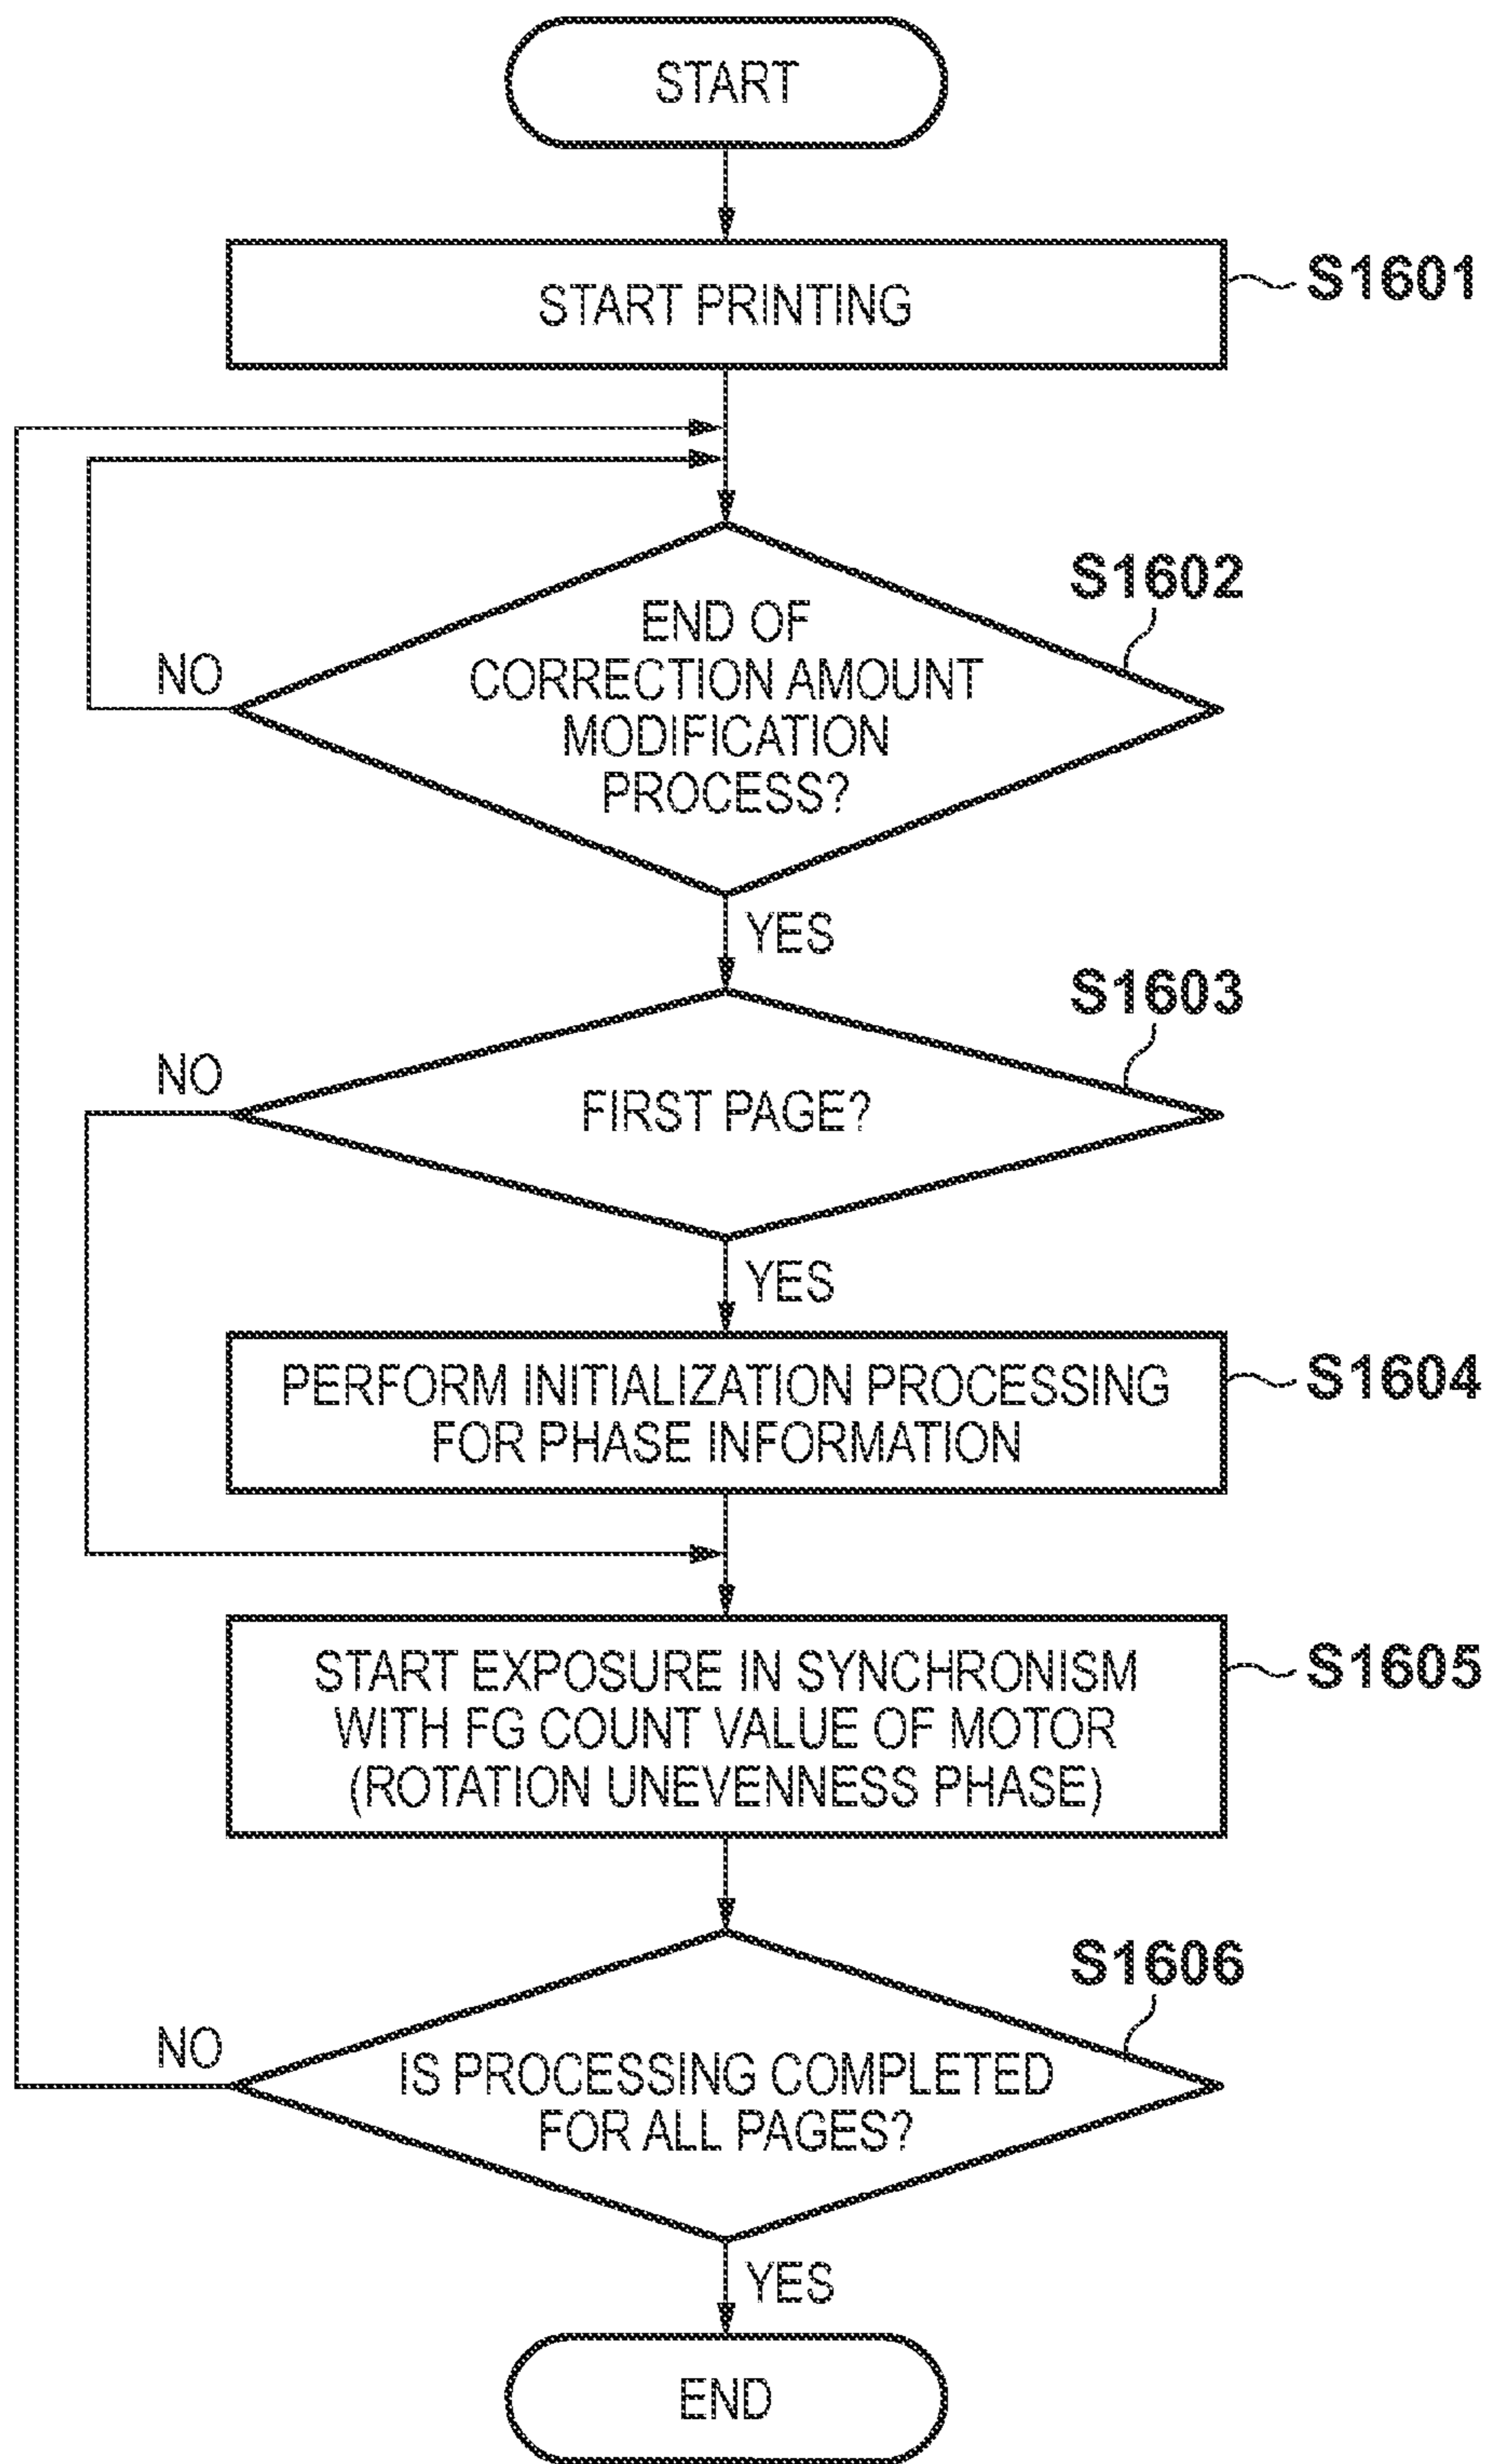 START
START PRINTING
S1601
S1602
END OF
CORRECTION AMOUNT
MODIFICATION
PROCESS?
NO
YES
S1603
NO
FIRST PAGE?
YES
PERFORM INITIALIZATION PROCESSING
FOR PHASE INFORMATION
S1604
START EXPOSURE IN SYNCHRONISM
WITH FG COUNT VALUE OF MOTOR
(ROTATION UNEVENNESS PHASE)
S1605
S1606
NO
IS PROCESSING COMPLETED
FOR ALL PAGES?
YES
END